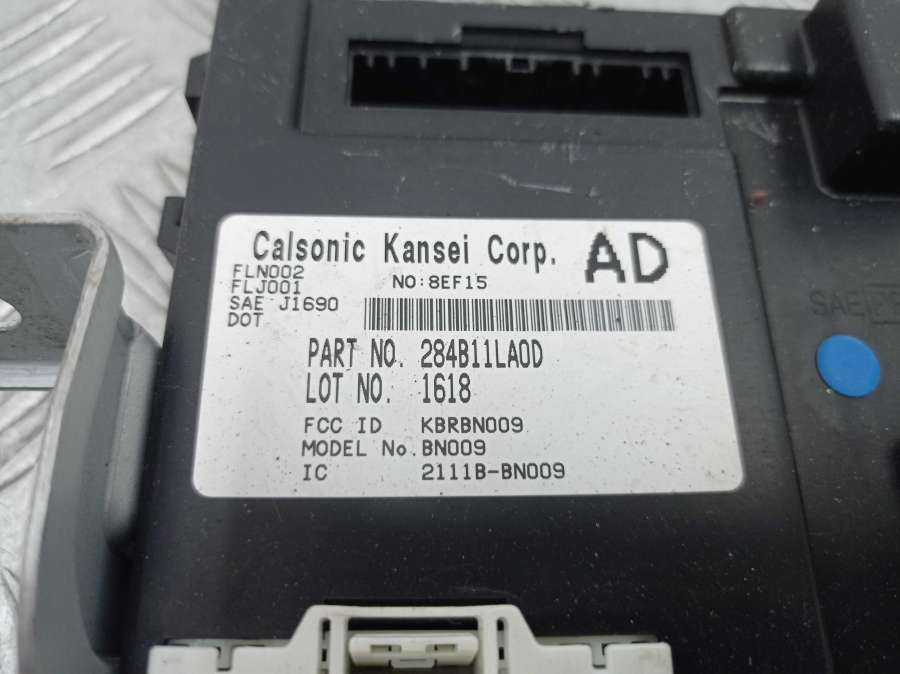 Calsonic Kansei Corp. AD
FLN002
FLJ001 NO:8EF15
SAE J1690
DOT
PART NO. 284B11LA0D
LOT NO. 1618
FCC ID KBRBN009
MODEL No. BN009
IC 2111B-BN009
SAE